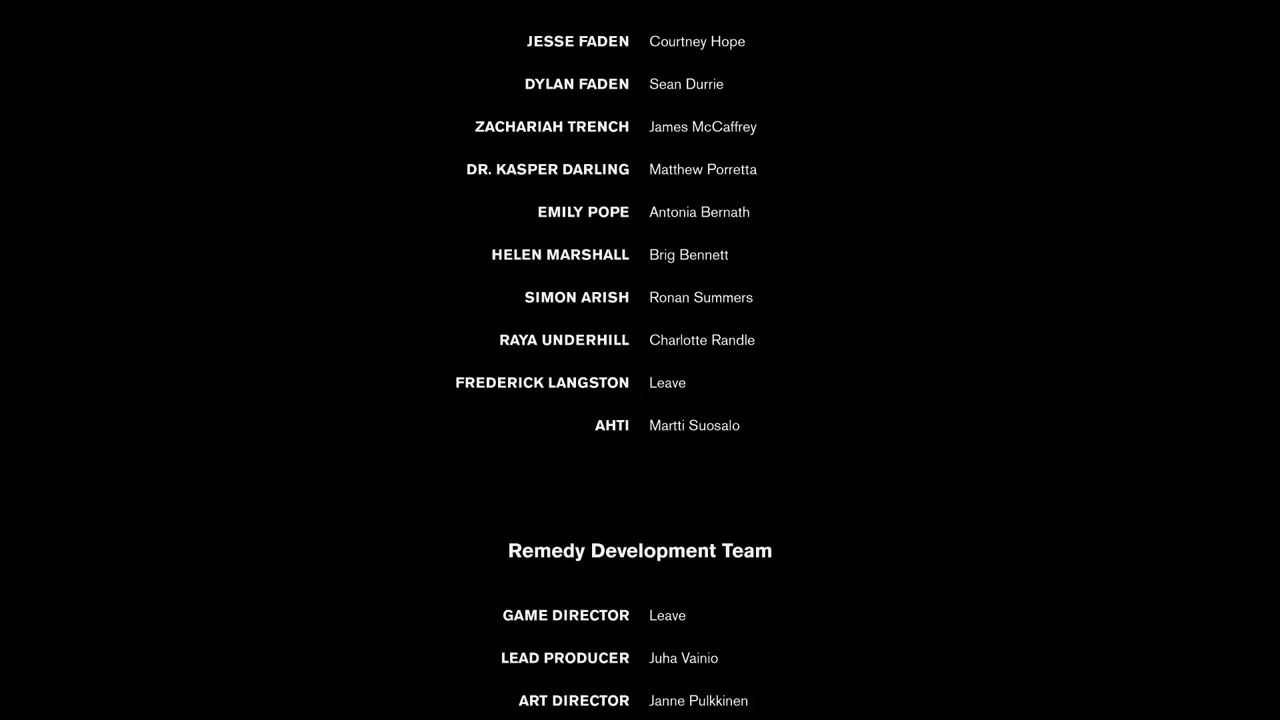 JESSE FADEN Courtney Hope
DYLAN FADEN Sean Durrie
ZACHARIAH TRENCH James McCaffrey
DR. KASPER DARLING Matthew Porretta
EMILY POPE Antonia Bernath
HELEN MARSHALL Brig Bennett
SIMON ARISH Ronan Summers
RAYA UNDERHILL Charlotte Randle
FREDERICK LANGSTON Leave
AHTI Martti Suosalo
Remedy Development Team
GAME DIRECTOR Leave
LEAD PRODUCER Juha Vainio
ART DIRECTOR Janne Pulkkinen